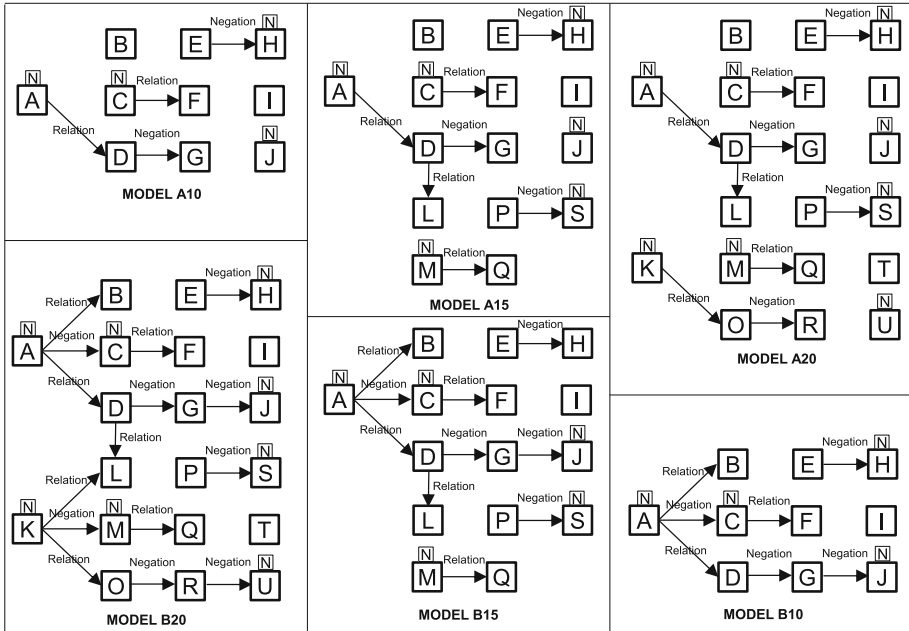 Negation N
B E H
N N Relation
A C F I
Relation Negation N
D G J
MODEL A10
Negation N
B E H
N N Relation
A C F I
Relation Negation N
D G J
Relation Negation N
L P S
N Relation
M Q
MODEL A15
Negation N
B E H
N N Relation
A C F I
Relation Negation N
D G J
Relation Negation N
L P S
N N Relation
K M Q T
Relation Negation N
O R U
MODEL A20
Negation N
B E H
Relation
N Negation N Relation
A C F I
Relation Negation Negation N
D G J
Relation Negation N
L P S
Relation
N Negation N Relation
K M Q T
Relation Negation Negation N
O R U
MODEL B20
Negation
B E H
Relation
N Negation N Relation
A C F I
Relation Negation Negation N
D G J
Relation Negation N
L P S
N Relation
M Q
MODEL B15
Negation N
B E H
Relation
N Negation N Relation
A C F I
Relation Negation Negation N
D G J
MODEL B10